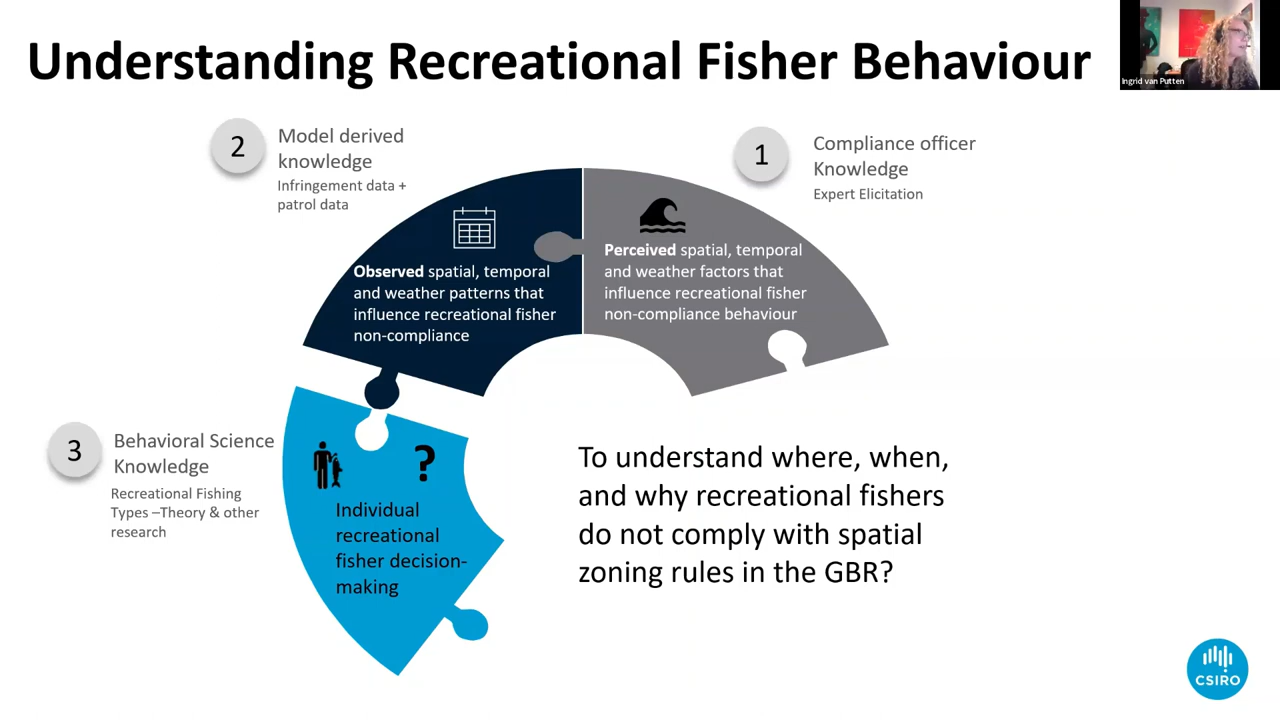 Understanding Recreational Fisher Behaviour
Ingrid van Putten
2
Model derived
knowledge
Infringement data +
patrol data
1
Compliance officer
Knowledge
Expert Elicitation
Observed spatial, temporal
and weather patterns that
influence recreational fisher
non-compliance
Perceived spatial, temporal
and weather factors that
influence recreational fisher
non-compliance behaviour
3
Behavioral Science
Knowledge
Recreational Fishing
Types –Theory & other
research
?
Individual
recreational
fisher decision-
making
To understand where, when,
and why recreational fishers
do not comply with spatial
zoning rules in the GBR?
CSIRO